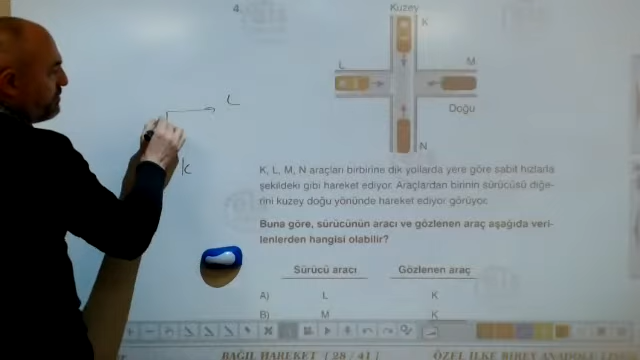 4.
Kuzey
K
L
M
Doğu
N
L
K
K, L, M, N araçları birbirine dik yollarda yere göre sabit hızlarla
şekildeki gibi hareket ediyor. Araçlardan birinin sürücüsü diğe-
rini kuzey doğu yönünde hareket ediyor görüyor.
Buna göre, sürücünün aracı ve gözlenen araç aşağıda veri-
lenlerden hangisi olabilir?
Sürücü aracı Gözlenen araç
A) L K
B) M K
BAĞIL HAREKET [ 28 / 41 ]